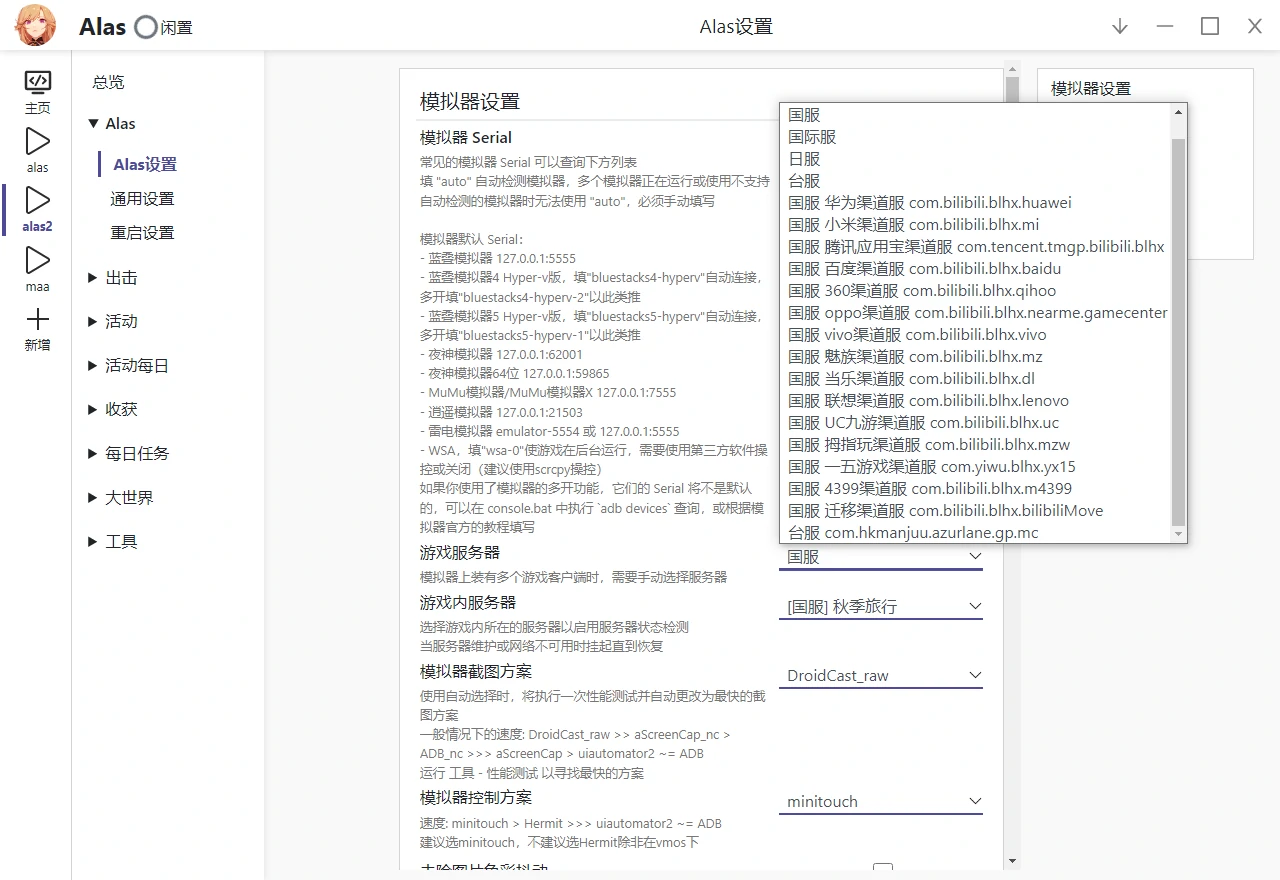 Alas 闲置
Alas设置
主页
alas
alas2
maa
新增
总览
▼ Alas
Alas设置
通用设置
重启设置
▶ 出击
▶ 活动
▶ 活动每日
▶ 收获
▶ 每日任务
▶ 大世界
▶ 工具
模拟器设置
模拟器 Serial
常见的模拟器 Serial 可以查询下方列表
填 "auto" 自动检测模拟器，多个模拟器正在运行或使用不支持
自动检测的模拟器时无法使用 "auto"，必须手动填写
模拟器默认 Serial：
- 蓝叠模拟器 127.0.0.1:5555
- 蓝叠模拟器4 Hyper-v版，填"bluestacks4-hyperv"自动连接，
多开填"bluestacks4-hyperv-2"以此类推
- 蓝叠模拟器5 Hyper-v版，填"bluestacks5-hyperv"自动连接，
多开填"bluestacks5-hyperv-1"以此类推
- 夜神模拟器 127.0.0.1:62001
- 夜神模拟器64位 127.0.0.1:59865
- MuMu模拟器/MuMu模拟器X 127.0.0.1:7555
- 逍遥模拟器 127.0.0.1:21503
- 雷电模拟器 emulator-5554 或 127.0.0.1:5555
- WSA，填"wsa-0"使游戏在后台运行，需要使用第三方软件操
控或关闭（建议使用scrcpy操控）
如果你使用了模拟器的多开功能，它们的 Serial 将不是默认
的，可以在 console.bat 中执行 `adb devices` 查询，或根据模
拟器官方的教程填写
国服
国际服
日服
台服
国服 华为渠道服 com.bilibili.blhx.huawei
国服 小米渠道服 com.bilibili.blhx.mi
国服 腾讯应用宝渠道服 com.tencent.tmgp.bilibili.blhx
国服 百度渠道服 com.bilibili.blhx.baidu
国服 360渠道服 com.bilibili.blhx.qihoo
国服 oppo渠道服 com.bilibili.blhx.nearme.gamecenter
国服 vivo渠道服 com.bilibili.blhx.vivo
国服 魅族渠道服 com.bilibili.blhx.mz
国服 当乐渠道服 com.bilibili.blhx.dl
国服 联想渠道服 com.bilibili.blhx.lenovo
国服 UC九游渠道服 com.bilibili.blhx.uc
国服 拇指玩渠道服 com.bilibili.blhx.mzw
国服 一五游戏渠道服 com.yiwu.blhx.yx15
国服 4399渠道服 com.bilibili.blhx.m4399
国服 迁移渠道服 com.bilibili.blhx.bilibiliMove
台服 com.hkmanjuu.azurlane.gp.mc
游戏服务器
国服
模拟器上装有多个游戏客户端时，需要手动选择服务器
游戏内服务器
[国服] 秋季旅行
选择游戏内所在的服务器以启用服务器状态检测
当服务器维护或网络不可用时挂起直到恢复
模拟器截图方案
DroidCast_raw
使用自动选择时，将执行一次性能测试并自动更改为最快的截
图方案
一般情况下的速度: DroidCast_raw >> aScreenCap_nc >
ADB_nc >>> aScreenCap > uiautomator2 ~= ADB
运行 工具 - 性能测试 以寻找最快的方案
模拟器控制方案
minitouch
速度: minitouch > Hermit >>> uiautomator2 ~= ADB
建议选minitouch，不建议选Hermit除非在vmos下
去除图片色彩抖动
模拟器设置